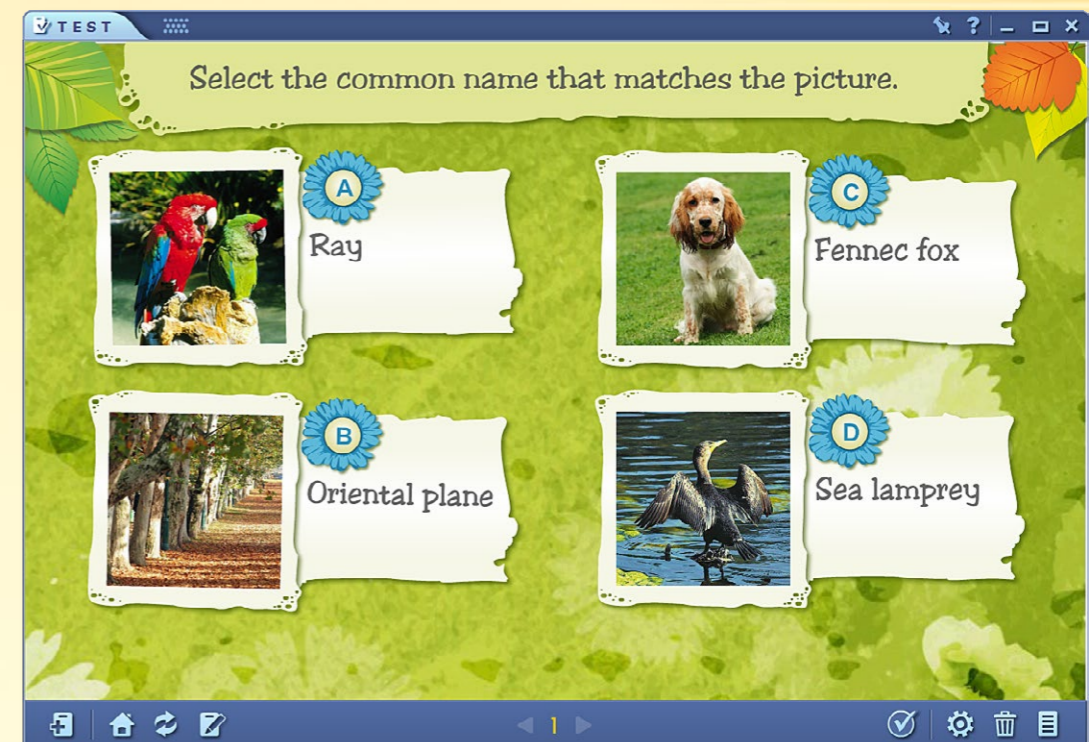 TEST
?
Select the common name that matches the picture.
A
Ray
C
Fennec fox
B
Oriental plane
D
Sea lamprey
1